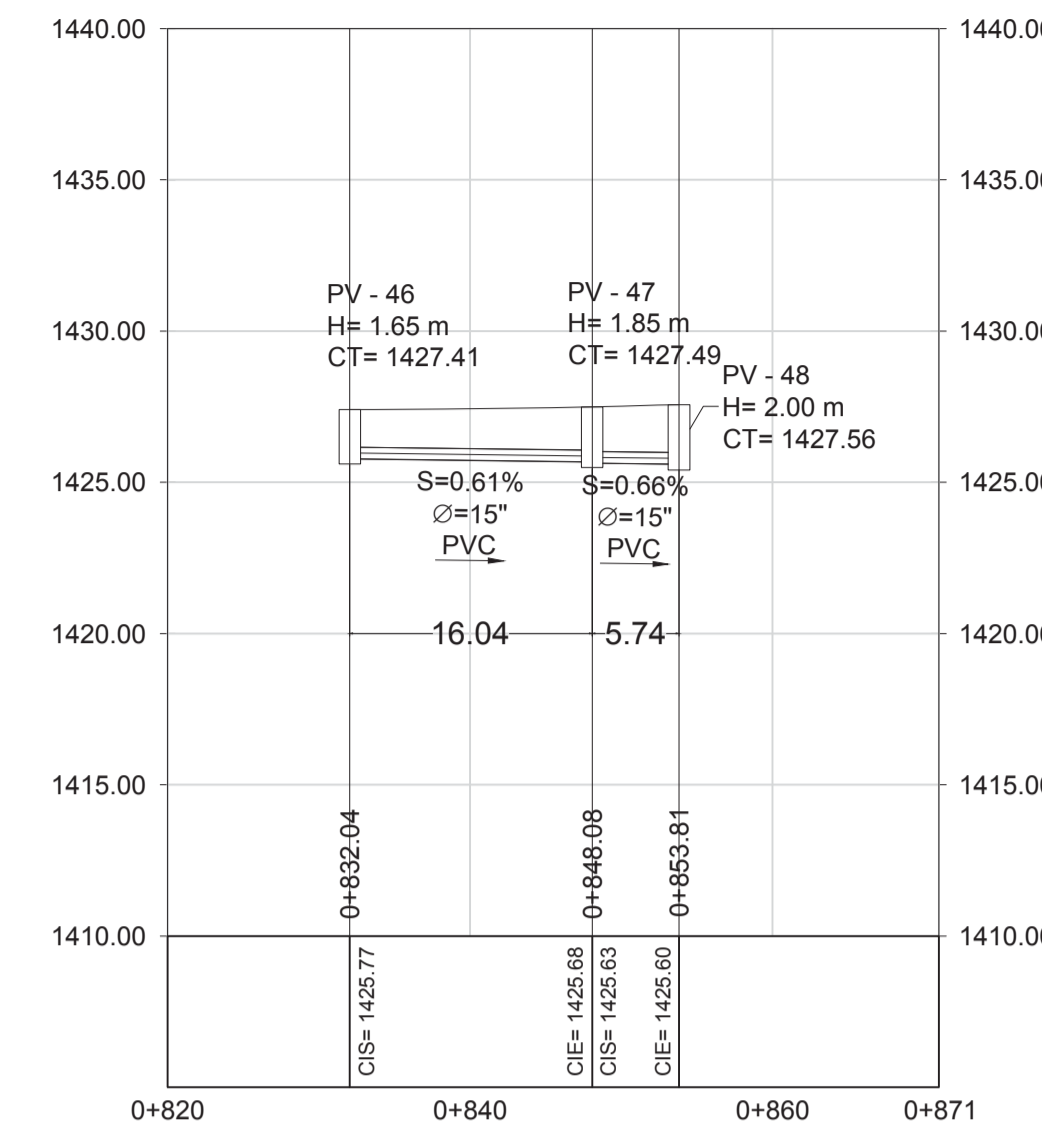 1440.00
1440.00
1435.00
1435.00
PV - 46
H= 1.65 m
CT= 1427.41
PV - 47
H= 1.85 m
CT= 1427.49
1430.00
1430.00
PV - 48
H= 2.00 m
CT= 1427.56
1425.00
1425.00
S=0.61%
Ø=15"
PVC
S=0.66%
Ø=15"
PVC
1420.00
16.04
5.74
1420.00
1415.00
1415.00
0+832.04
0+848.08
0+853.81
1410.00
1410.00
CIS= 1425.77
CIE= 1425.68
CIS= 1425.63
CIE= 1425.60
0+820
0+840
0+860
0+871